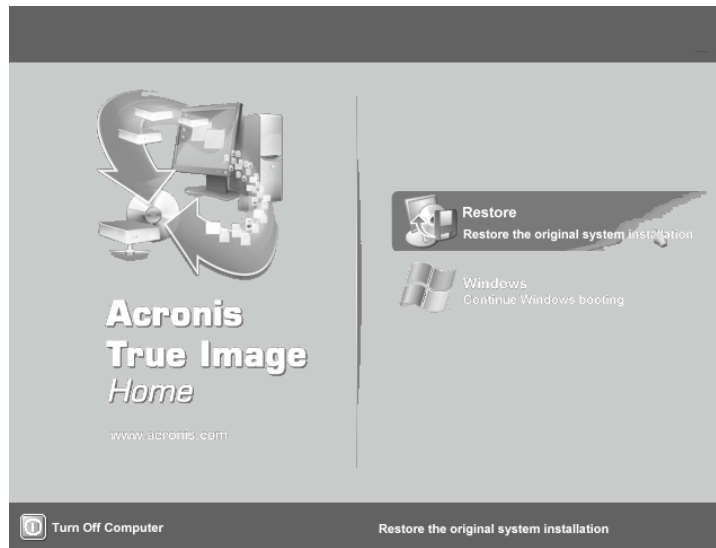 Acronis
True Image
Home
www.acronis.com
Restore
Restore the original system installation
Windows
Continue Windows booting
Turn Off Computer
Restore the original system installation